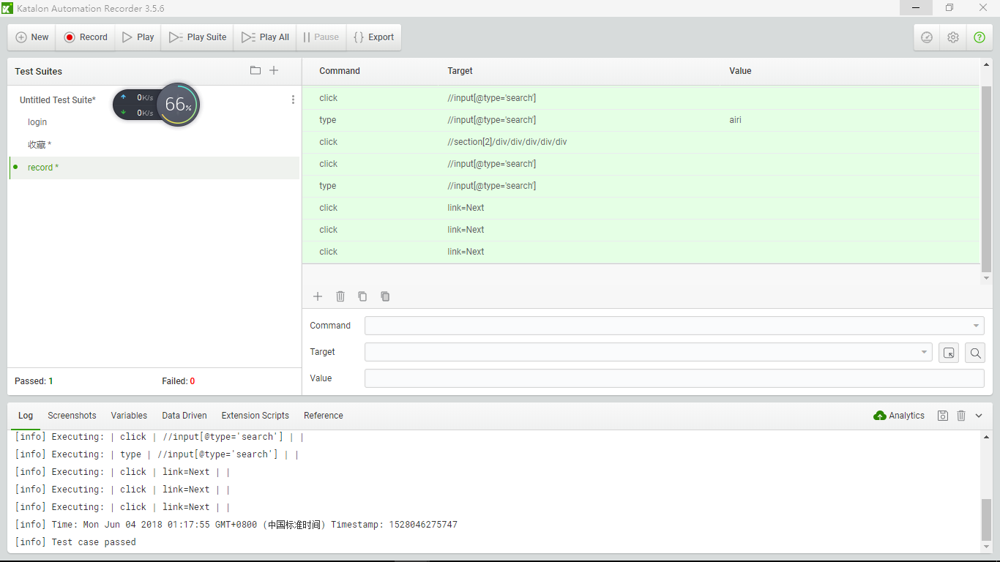 Katalon Automation Recorder 3.5.6
New Record Play Play Suite Play All Pause Export
Test Suites
Untitled Test Suite*
login
收藏 *
record *
0K/s
0K/s
66%
Passed: 1 Failed: 0
Command Target Value
click //input[@type='search']
type //input[@type='search'] airi
click //section[2]/div/div/div/div/div
click //input[@type='search']
type //input[@type='search']
click link=Next
click link=Next
click link=Next
Command
Target
Value
Log Screenshots Variables Data Driven Extension Scripts Reference Analytics
[info] Executing: | click | //input[@type='search'] | |
[info] Executing: | type | //input[@type='search'] | |
[info] Executing: | click | link=Next | |
[info] Executing: | click | link=Next | |
[info] Executing: | click | link=Next | |
[info] Time: Mon Jun 04 2018 01:17:55 GMT+0800 (中国标准时间) Timestamp: 1528046275747
[info] Test case passed